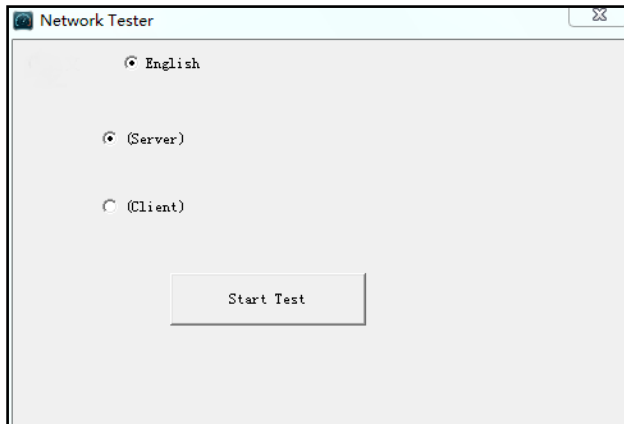 Network Tester
English
(Server)
(Client)
Start Test